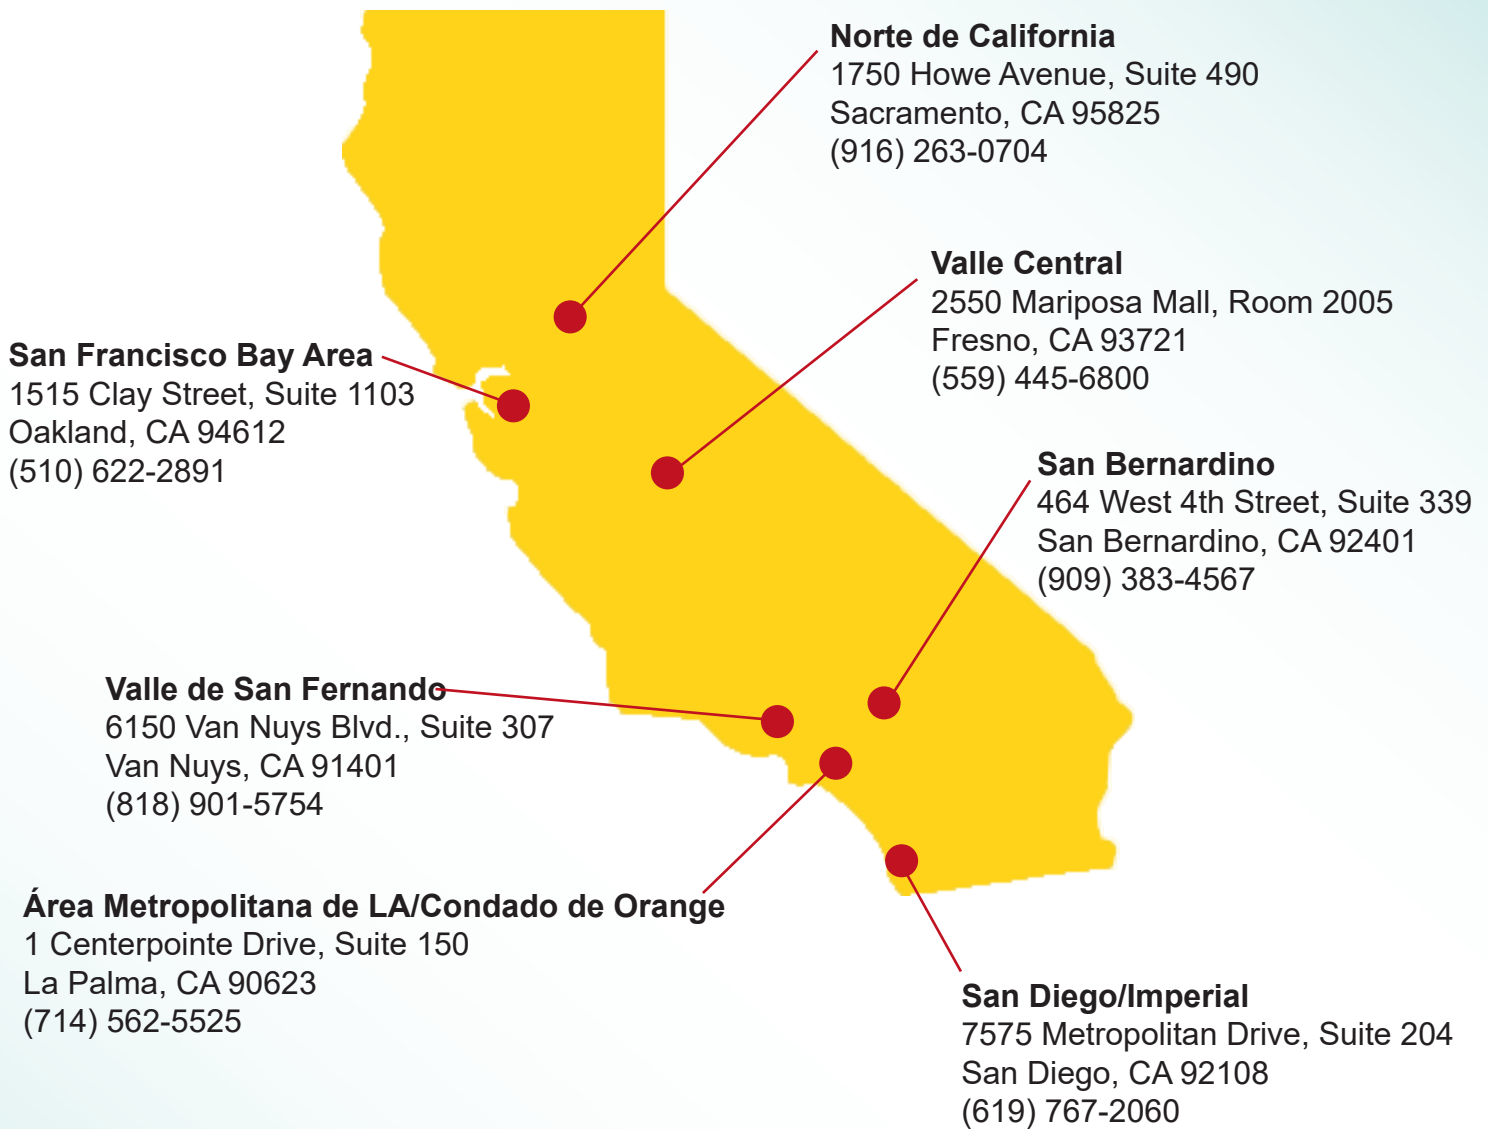 Norte de California
1750 Howe Avenue, Suite 490
Sacramento, CA 95825
(916) 263-0704
Valle Central
2550 Mariposa Mall, Room 2005
Fresno, CA 93721
(559) 445-6800
San Francisco Bay Area
1515 Clay Street, Suite 1103
Oakland, CA 94612
(510) 622-2891
San Bernardino
464 West 4th Street, Suite 339
San Bernardino, CA 92401
(909) 383-4567
Valle de San Fernando
6150 Van Nuys Blvd., Suite 307
Van Nuys, CA 91401
(818) 901-5754
Área Metropolitana de LA/Condado de Orange
1 Centerpointe Drive, Suite 150
La Palma, CA 90623
(714) 562-5525
San Diego/Imperial
7575 Metropolitan Drive, Suite 204
San Diego, CA 92108
(619) 767-2060